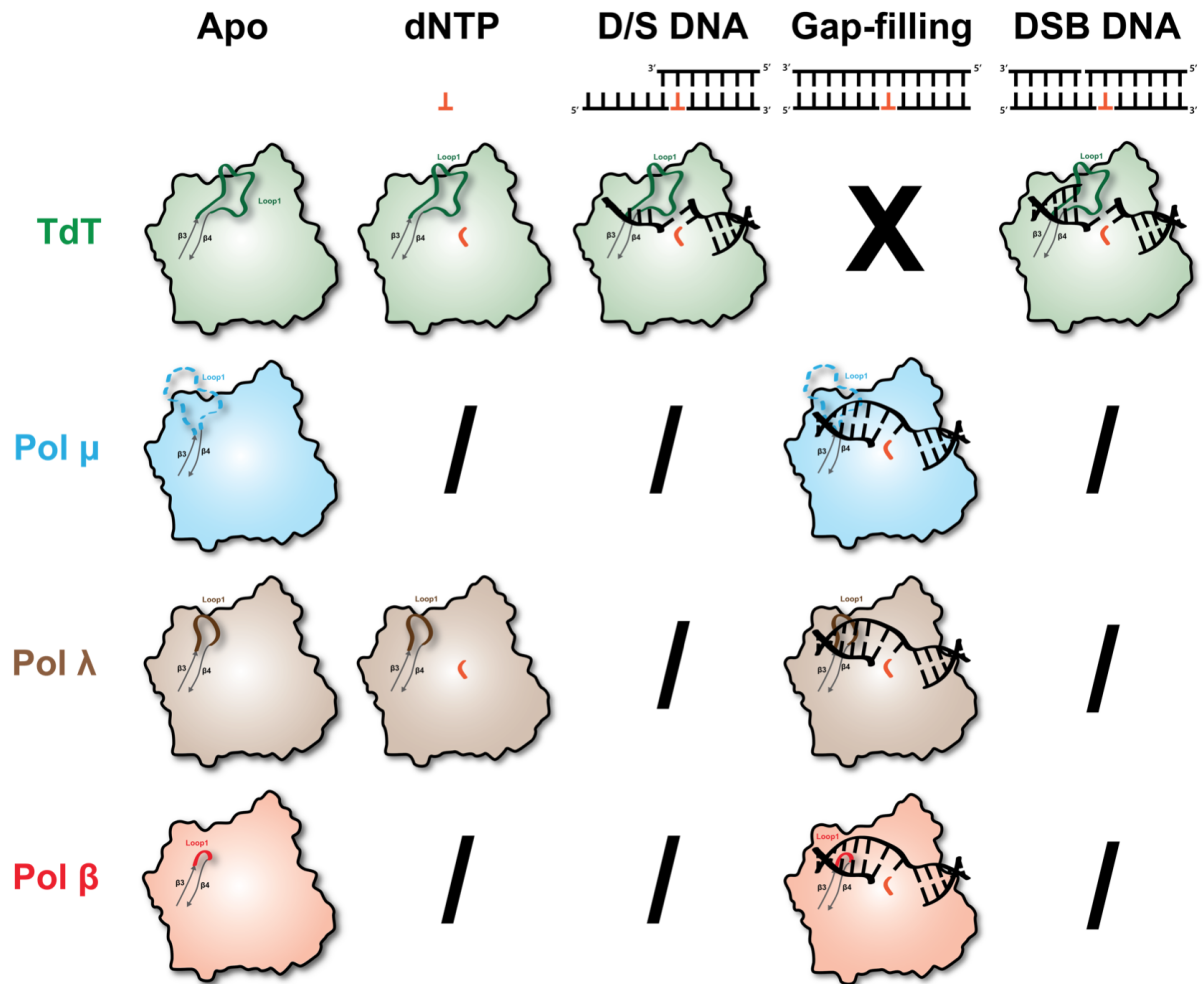 Apo dNTP D/S DNA Gap-filling DSB DNA
3’ 5’ 3’ 5’ 3’ 5’
5’ 3’ 5’ 3’ 5’ 3’
TdT
Loop1 Loop1 Loop1 X Loop1
Loop1
β3 β4 β3 β4 β3 β4 β3 β4
Pol μ
Loop1 / / Loop1 /
β3 β4 β3 β4
Pol λ
Loop1 Loop1 / Loop1 /
β3 β4 β3 β4 β3 β4
Pol β
Loop1 / / Loop1 /
β3 β4 β3 β4